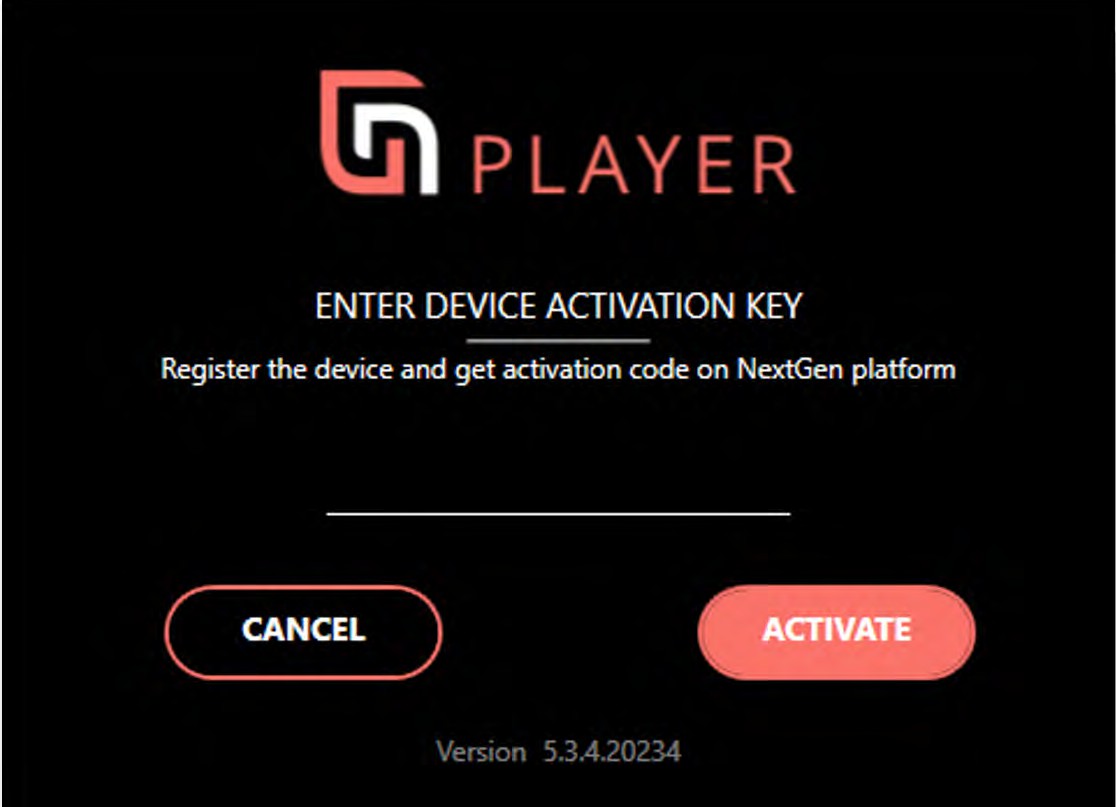 PLAYER
ENTER DEVICE ACTIVATION KEY
Register the device and get activation code on NextGen platform
CANCEL
ACTIVATE
Version 5.3.4.20234